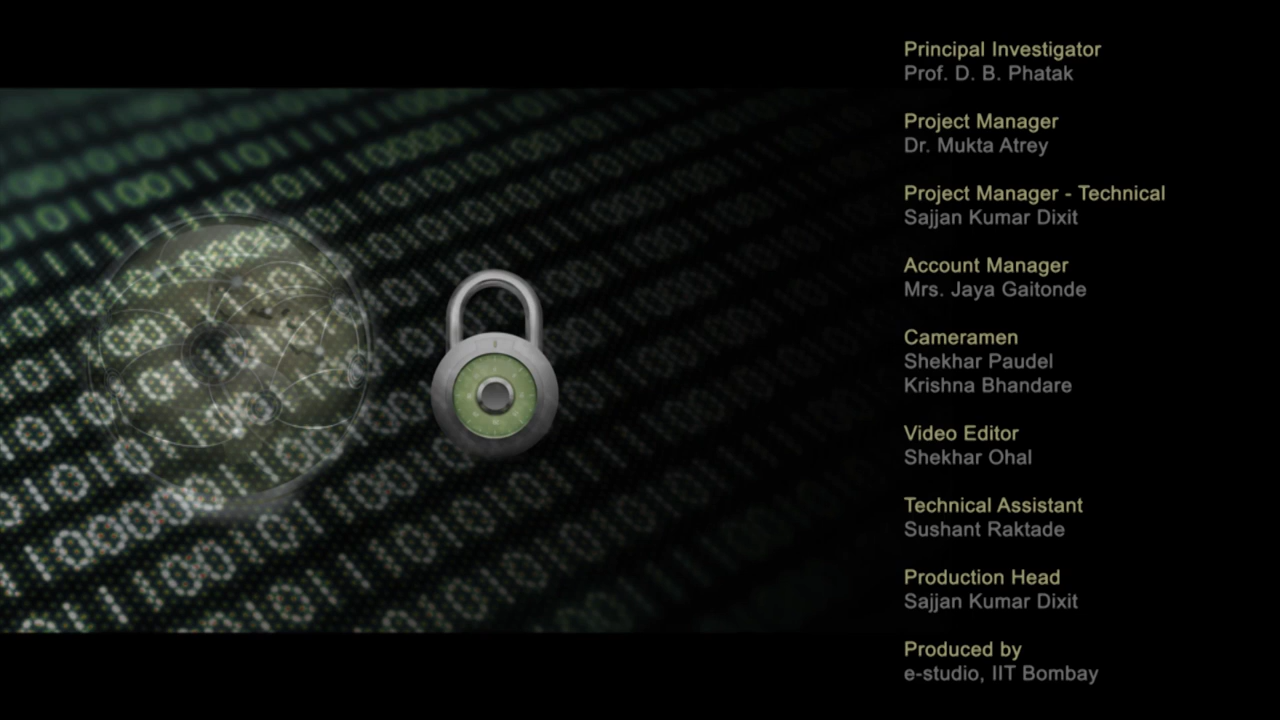 Principal Investigator
Prof. D. B. Phatak
Project Manager
Dr. Mukta Atrey
Project Manager - Technical
Sajjan Kumar Dixit
Account Manager
Mrs. Jaya Gaitonde
Cameramen
Shekhar Paudel
Krishna Bhandare
Video Editor
Shekhar Ohal
Technical Assistant
Sushant Raktade
Production Head
Sajjan Kumar Dixit
Produced by
e-studio, IIT Bombay